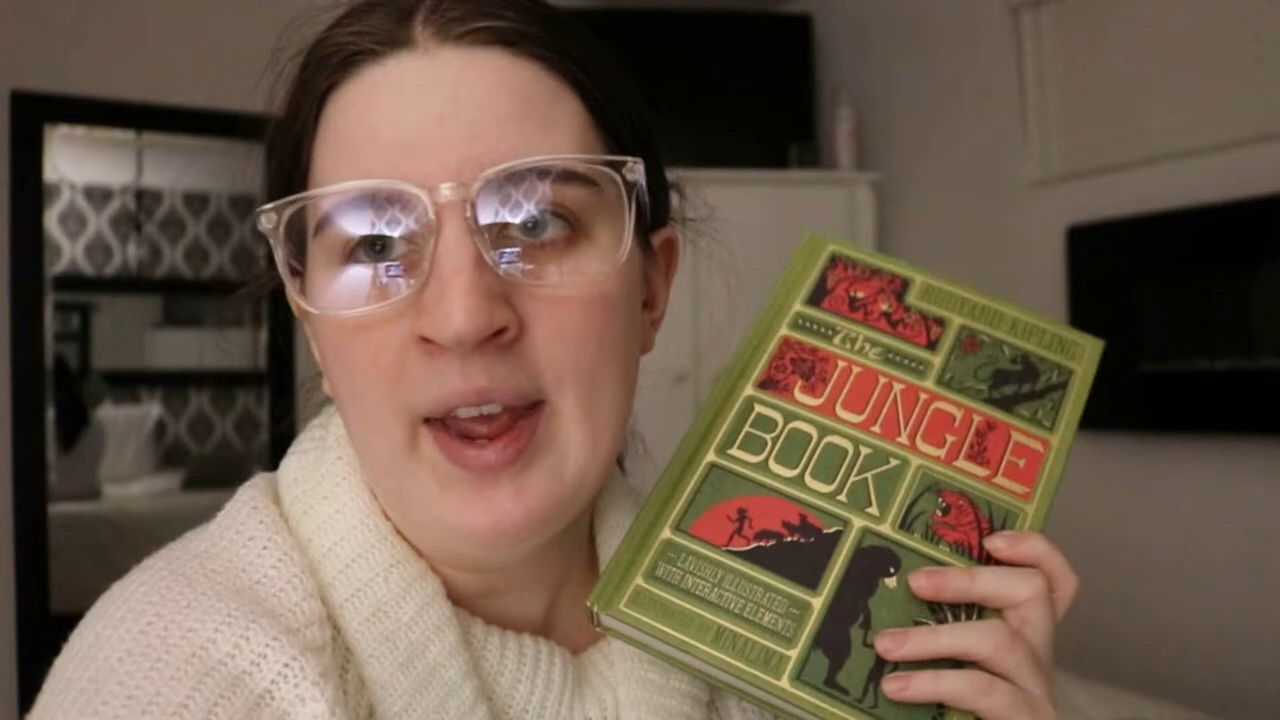 RUDYARD KIPLING
The
JUNGLE
BOOK
LAVISHLY ILLUSTRATED
WITH INTERACTIVE ELEMENTS
MINALIMA